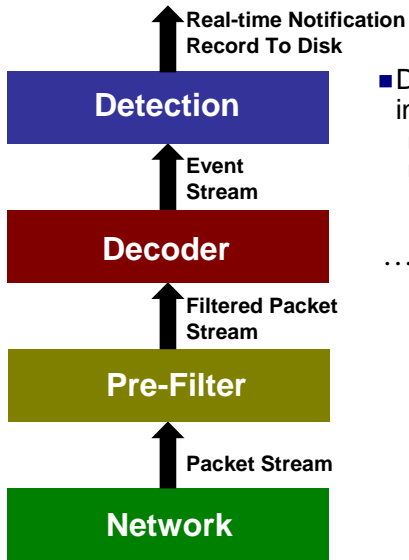 Real-time Notification
Record To Disk
Detection
Event
Stream
Decoder
Filtered Packet
Stream
Pre-Filter
Packet Stream
Network
…